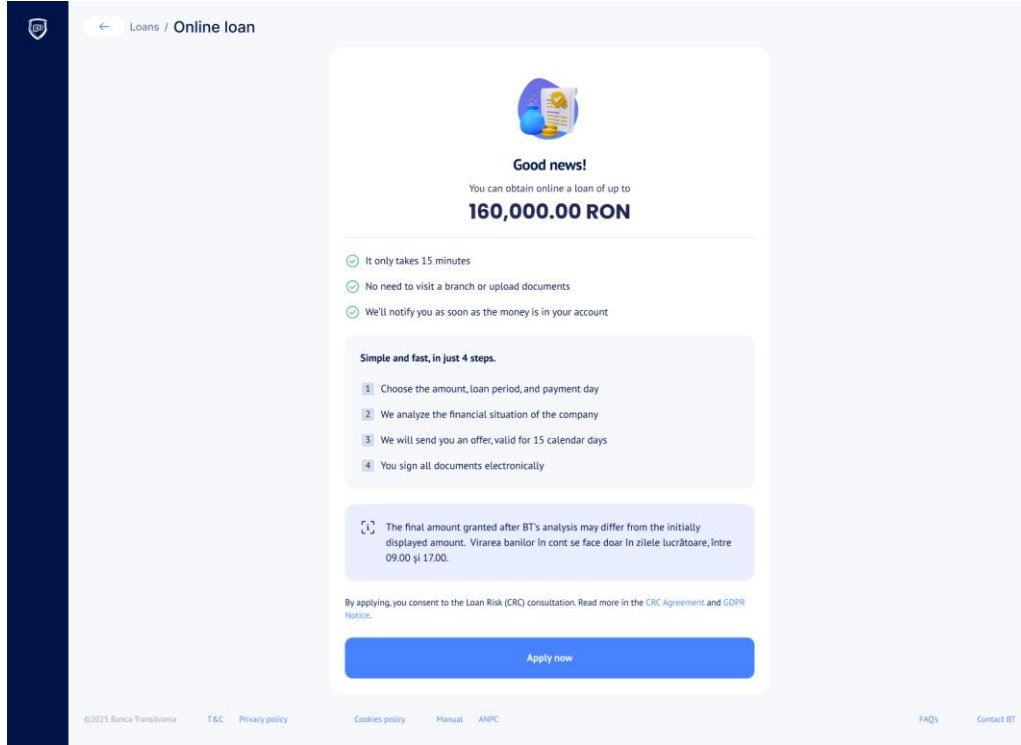 ← Loans / Online loan
Good news!
You can obtain online a loan of up to
160,000.00 RON
It only takes 15 minutes
No need to visit a branch or upload documents
We'll notify you as soon as the money is in your account
Simple and fast, in just 4 steps.
1 Choose the amount, loan period, and payment day
2 We analyze the financial situation of the company
3 We will send you an offer, valid for 15 calendar days
4 You sign all documents electronically
The final amount granted after BT's analysis may differ from the initially
displayed amount. Virarea banilor în cont se face doar în zilele lucrătoare, între
09.00 și 17.00.
By applying, you consent to the Loan Risk (CRC) consultation. Read more in the CRC Agreement and GDPR
Notice.
Apply now
©2025 Banca Transilvania T&C Privacy policy Cookies policy Manual ANPC FAQ's Contact BT